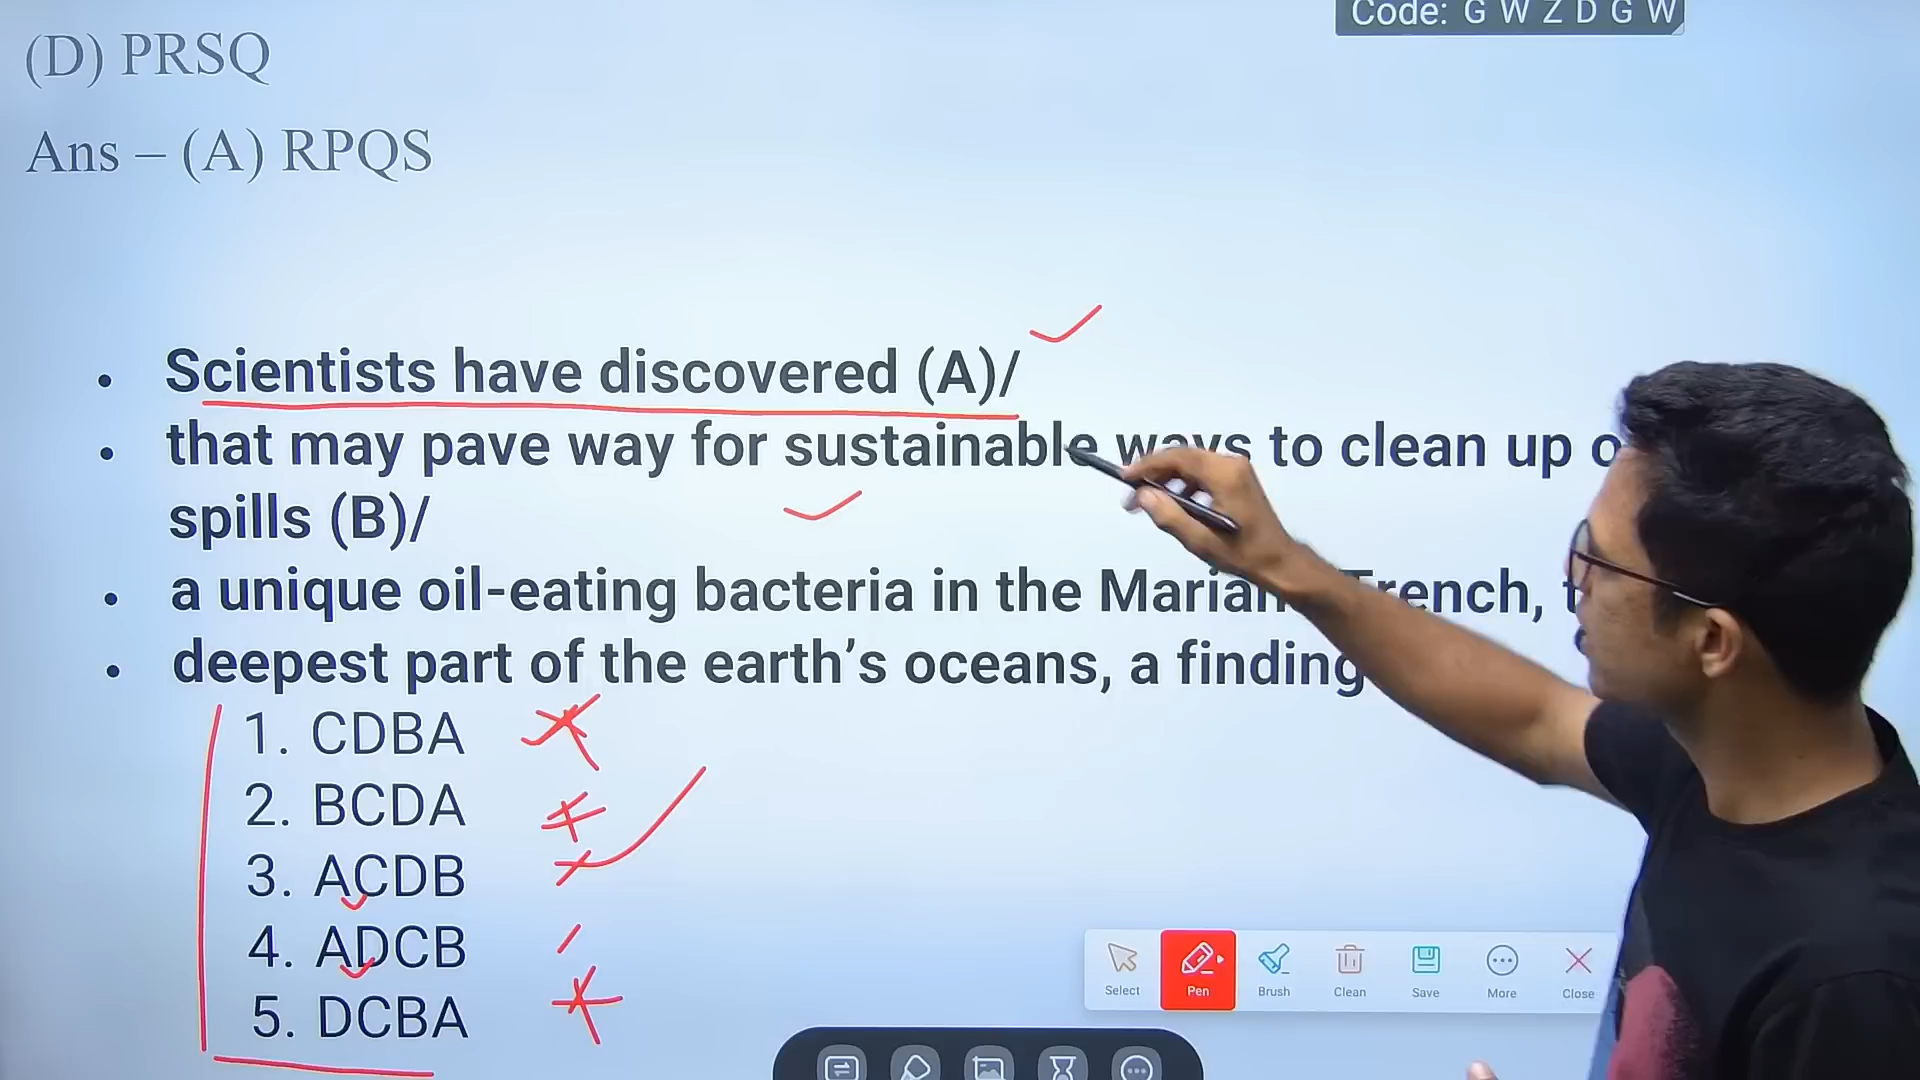 Code: G W Z D G W
(D) PRSQ
Ans – (A) RPQS
• Scientists have discovered (A)/
• that may pave way for sustainable ways to clean up
spills (B)/
• a unique oil-eating bacteria in the
• deepest part of the earth's oceans, a finding
1. CDBA
2. BCDA
3. ACDB
4. ADCB
5. DCBA
Select Pen Brush Clean Save More Close